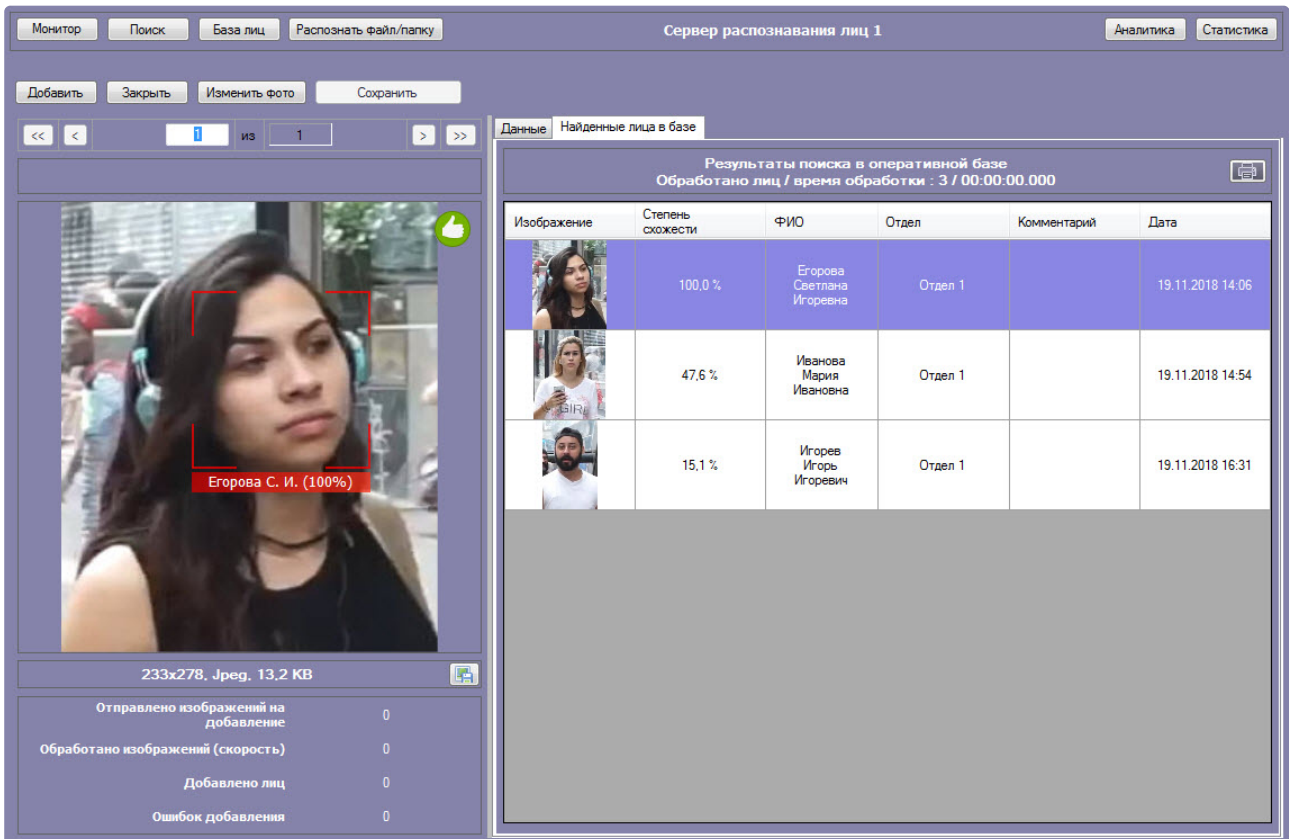 Монитор
Поиск
База лиц
Распознать файл/папку
Сервер распознавания лиц 1
Аналитика
Статистика
Добавить
Закрыть
Изменить фото
Сохранить
<<
<
1
из
1
>
>>
Егорова С. И. (100%)
233x278, Jpeg, 13,2 KB
Отправлено изображений на
добавление
0
Обработано изображений (скорость)
0
Добавлено лиц
0
Ошибок добавления
0
Данные
Найденные лица в базе
Результаты поиска в оперативной базе
Обработано лиц / время обработки : 3 / 00:00:00.000
Изображение
Степень
схожести
ФИО
Отдел
Комментарий
Дата
100,0 %
Егорова
Светлана
Игоревна
Отдел 1
19.11.2018 14:06
GIRL
47,6 %
Иванова
Мария
Ивановна
Отдел 1
19.11.2018 14:54
15,1 %
Игорев
Игорь
Игоревич
Отдел 1
19.11.2018 16:31